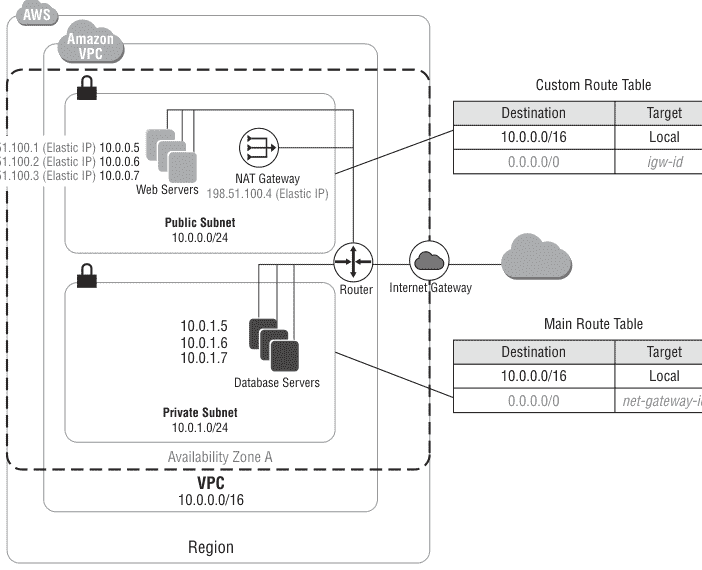 AWS
Amazon
VPC
51.100.1 (Elastic IP) 10.0.0.5
51.100.2 (Elastic IP) 10.0.0.6
51.100.3 (Elastic IP) 10.0.0.7
Web Servers
NAT Gateway
198.51.100.4 (Elastic IP)
Public Subnet
10.0.0.0/24
Custom Route Table
Destination Target
10.0.0.0/16 Local
0.0.0.0/0 igw-id
Router
Internet Gateway
10.0.1.5
10.0.1.6
10.0.1.7
Database Servers
Private Subnet
10.0.1.0/24
Main Route Table
Destination Target
10.0.0.0/16 Local
0.0.0.0/0 net-gateway-id
Availability Zone A
VPC
10.0.0.0/16
Region